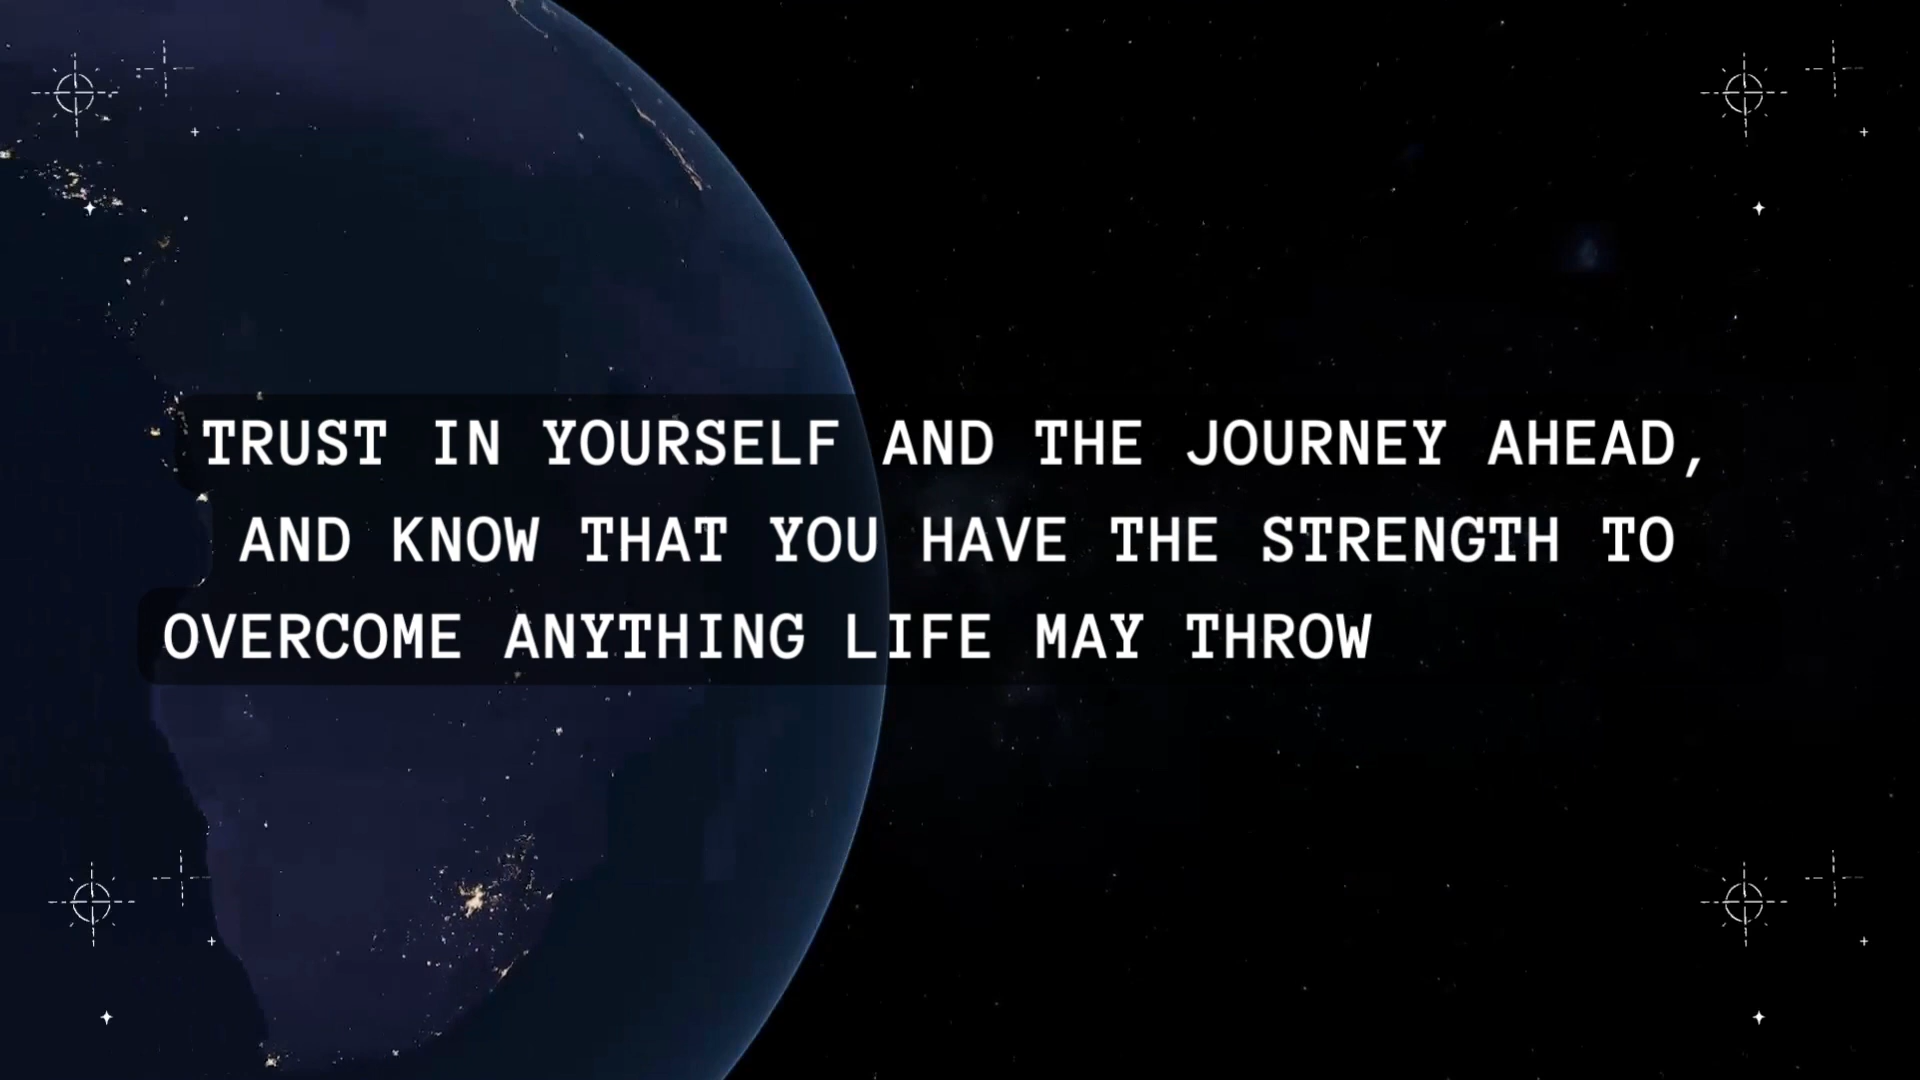 TRUST IN YOURSELF AND THE JOURNEY AHEAD,
AND KNOW THAT YOU HAVE THE STRENGTH TO
OVERCOME ANYTHING LIFE MAY THROW